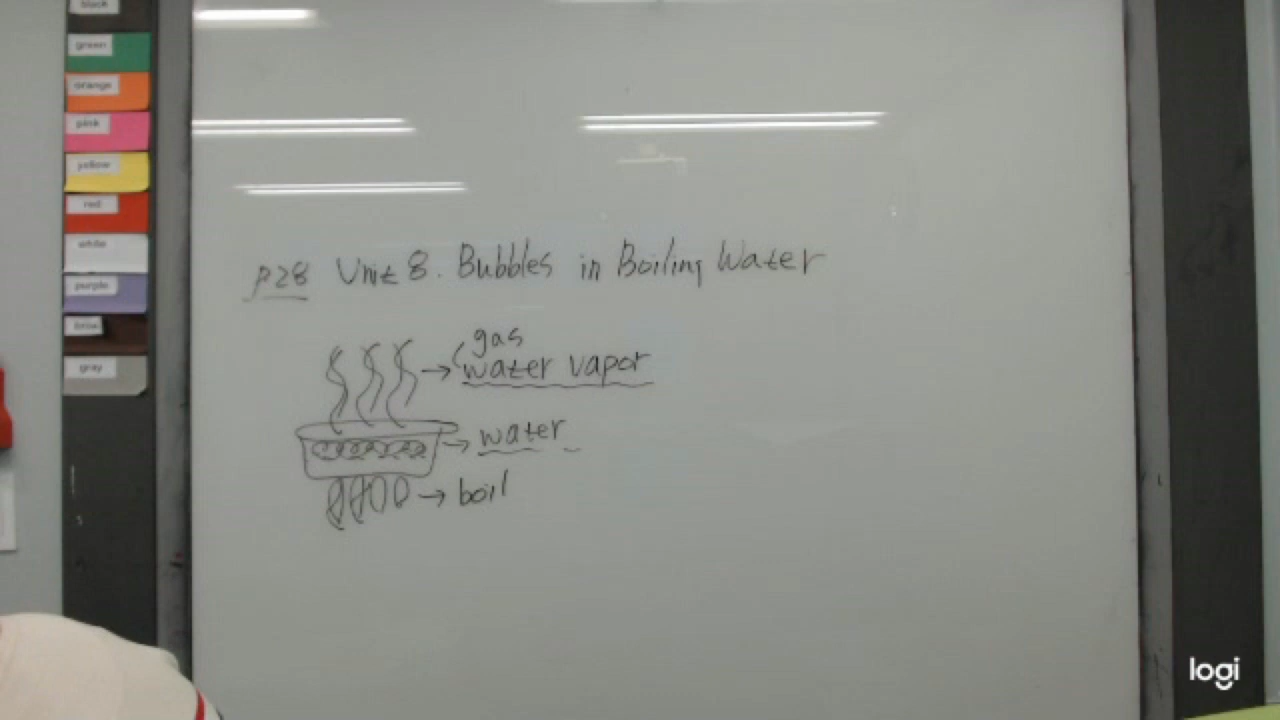 black
green
orange
pink
yellow
red
white
purple
gray
p28 Unit 8. Bubbles in Boiling Water
gas
→ water vapor
→ water
→ boil
logi